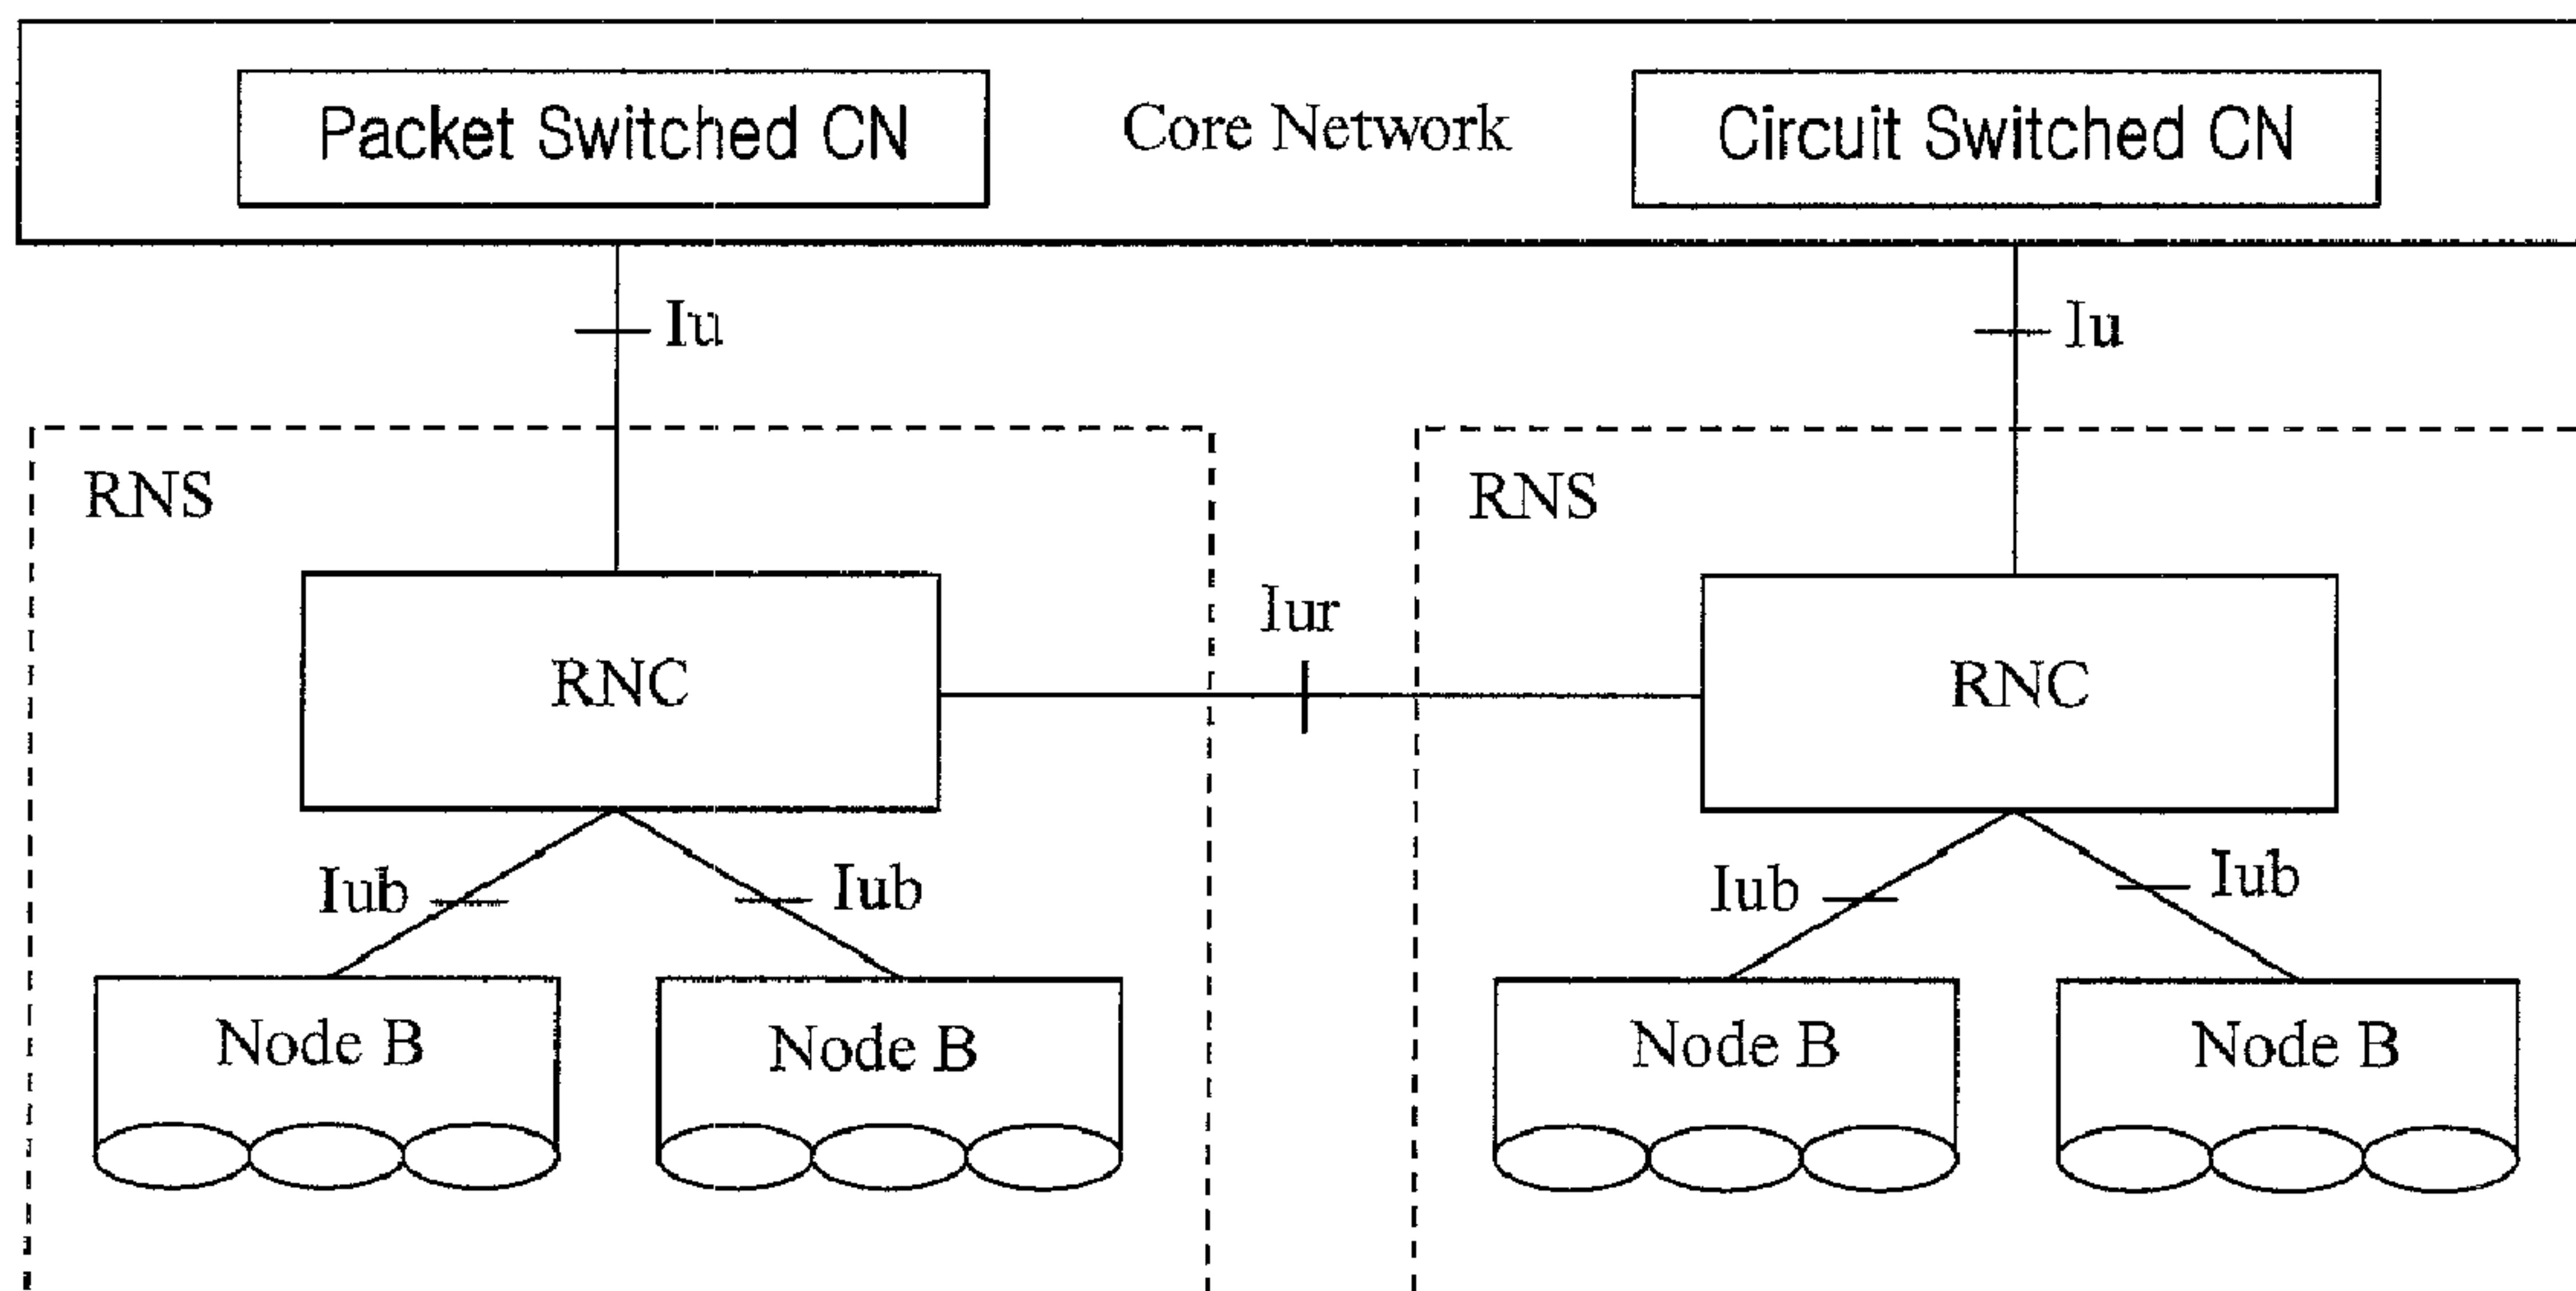 Packet Switched CN
Core Network
Circuit Switched CN
Iu
Iu
RNS
RNS
Iur
RNC
RNC
Iub
Iub
Iub
Iub
Node B
Node B
Node B
Node B